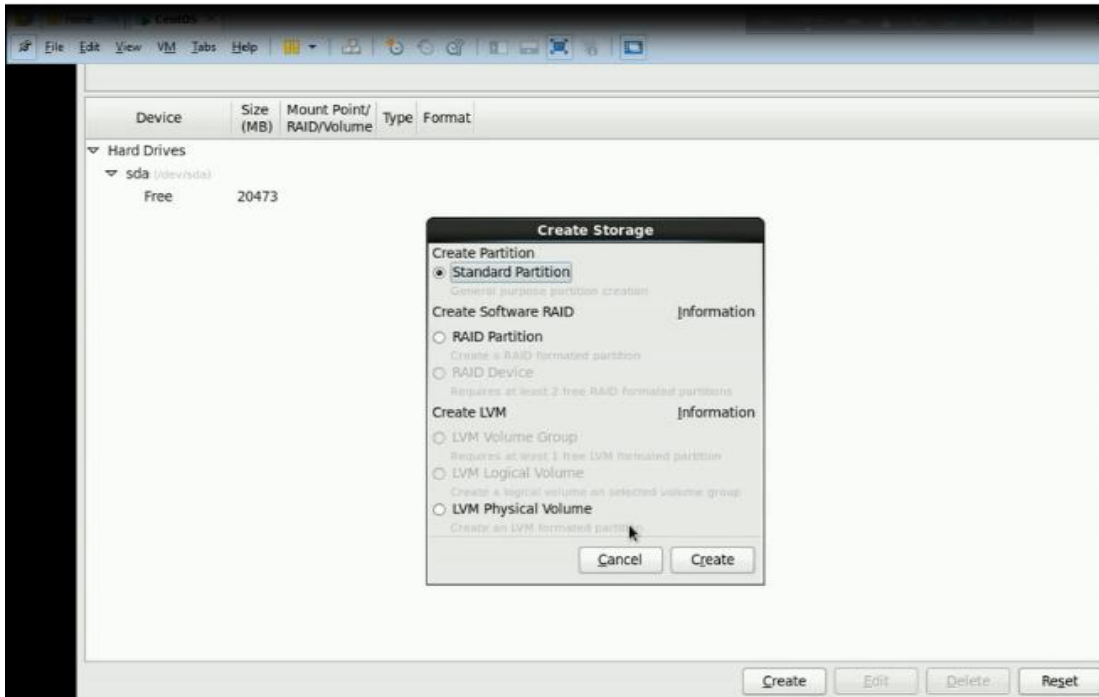 Home CentOS
File Edit View VM Tabs Help
Device Size (MB) Mount Point/ RAID/Volume Type Format
Hard Drives
sda (/dev/sda)
Free 20473
Create Storage
Create Partition
Standard Partition
General purpose partition creation
Create Software RAID Information
RAID Partition
Create a RAID formated partition
RAID Device
Requires at least 2 free RAID formated partitions
Create LVM Information
LVM Volume Group
Requires at least 1 free LVM formated partition
LVM Logical Volume
Create a logical volume on selected volume group
LVM Physical Volume
Create an LVM formated partition
Cancel Create
Create Edit Delete Reset